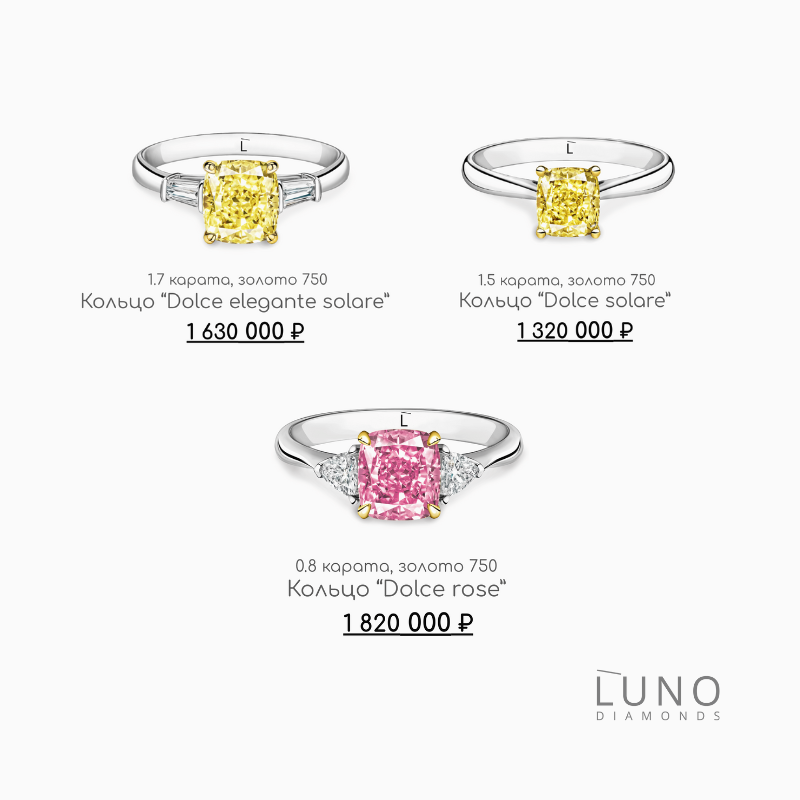 L
1.7 карата, золото 750
Кольцо “Dolce elegante solare”
1 630 000 ₽
L
1.5 карата, золото 750
Кольцо “Dolce solare”
1 320 000 ₽
L
0.8 карата, золото 750
Кольцо “Dolce rose”
1 820 000 ₽
LUNO
DIAMONDS